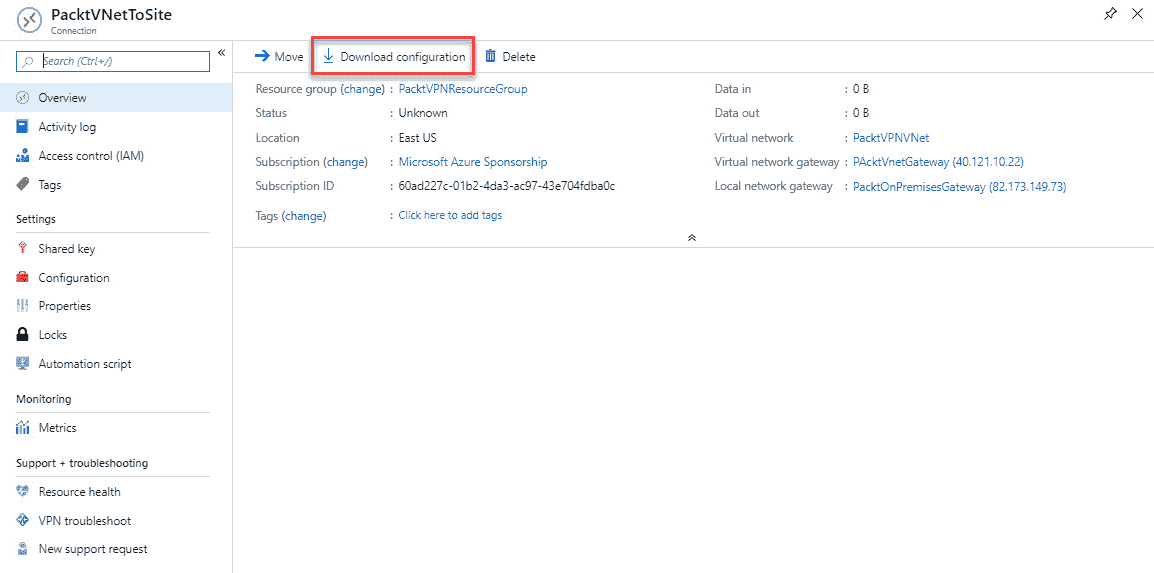 PacktVNetToSite
Connection
Search (Ctrl+/)
«
Overview
Activity log
Access control (IAM)
Tags
Settings
Shared key
Configuration
Properties
Locks
Automation script
Monitoring
Metrics
Support + troubleshooting
Resource health
VPN troubleshoot
New support request
Move Download configuration Delete
Resource group (change) : PacktVPNResourceGroup
Status : Unknown
Location : East US
Subscription (change) : Microsoft Azure Sponsorship
Subscription ID : 60ad227c-01b2-4da3-ac97-43e704fdba0c
Tags (change) : Click here to add tags
Data in : 0 B
Data out : 0 B
Virtual network : PacktVPNVNet
Virtual network gateway : PAcktVnetGateway (40.121.10.22)
Local network gateway : PacktOnPremisesGateway (82.173.149.73)